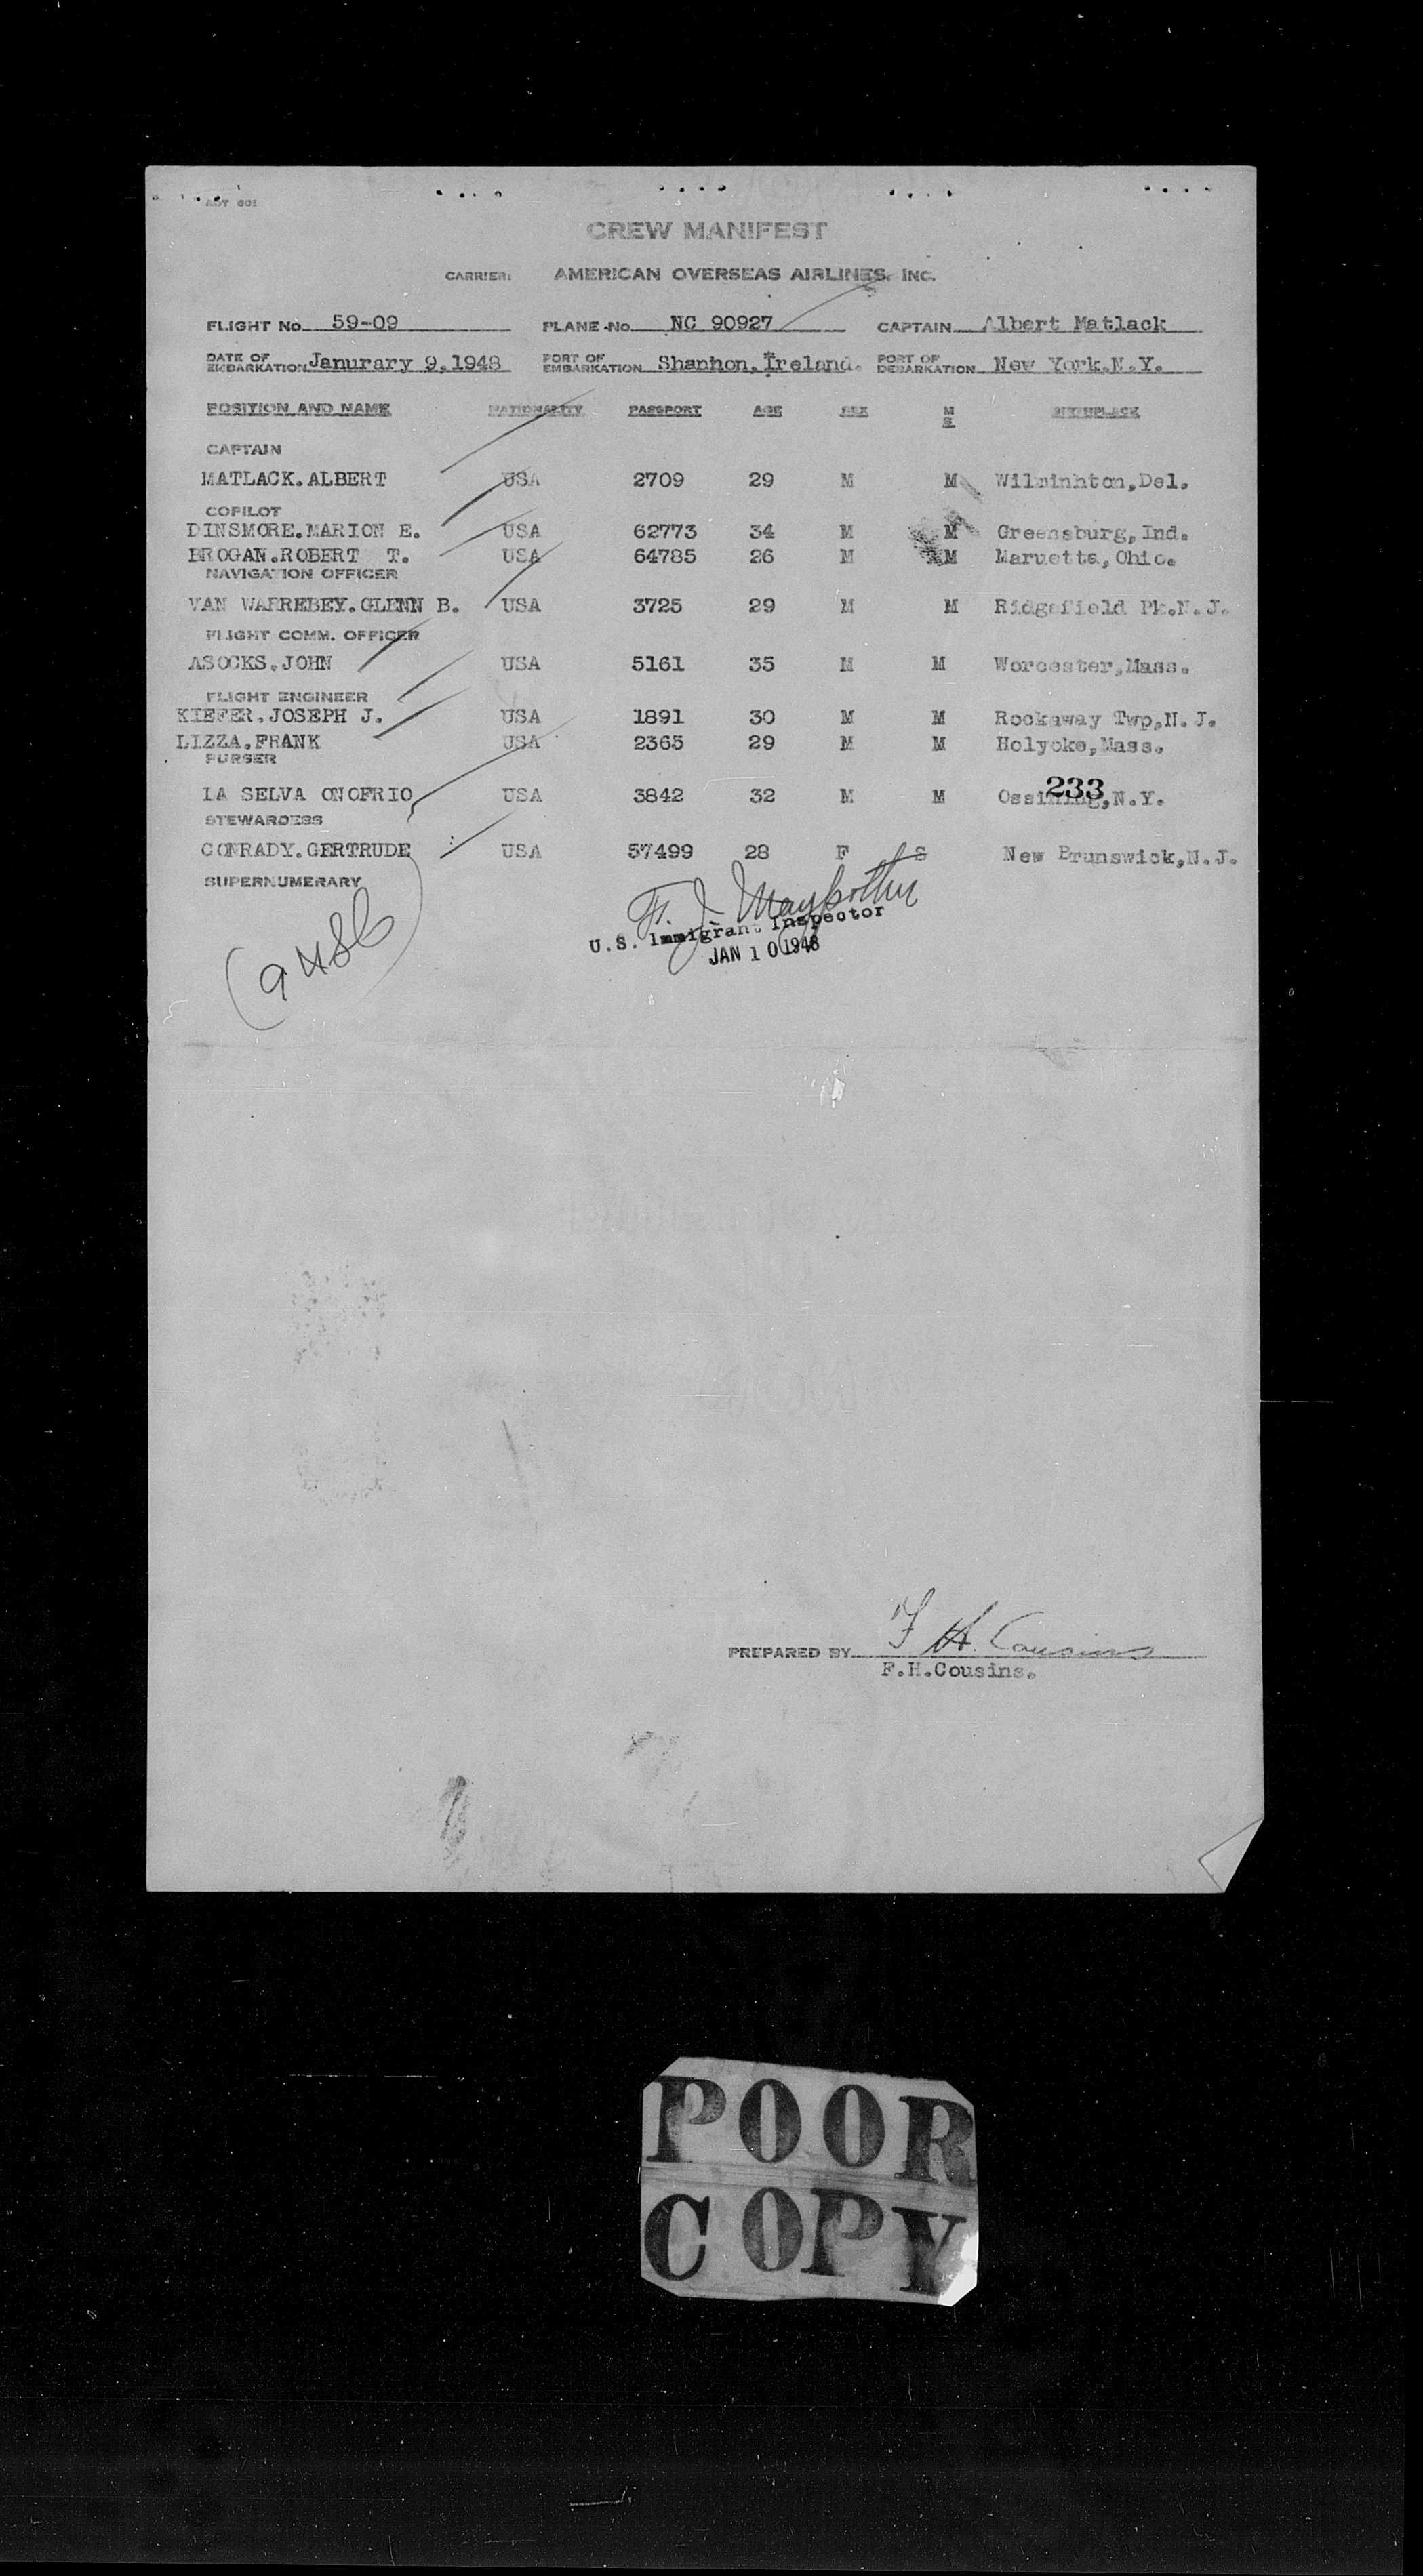 CREW MANIFEST
CARRIER: AMERICAN OVERSEAS AIRLINES, INC.
FLIGHT No. 59-09 PLANE No. NC 90927 CAPTAIN Albert Matlack
DATE OF EMBARKATION Janurary 9,1948 PORT OF EMBARKATION Shannon,Ireland. PORT OF DEBARKATION New York.N.Y.
POSITION AND NAME NATIONALITY PASSPORT AGE SEX M S BIRTHPLACE
CAPTAIN
MATLACK.ALBERT USA 2709 29 M M Wilminhton,Del.
COPILOT
DINSMORE.MARION E. USA 62773 34 M M Greensburg,Ind.
BROGAN.ROBERT T. USA 64785 26 M M Maruetta,Ohio.
NAVIGATION OFFICER
VAN WARREBEY.GLENN B. USA 3725 29 M M Ridgefield Pk.N.J.
FLIGHT COMM. OFFICER
ASOCKS.JOHN USA 5161 35 M M Worcester,Mass.
FLIGHT ENGINEER
KIEFER.JOSEPH J. USA 1891 30 M M Rockaway Twp,N.J.
LIZZA.FRANK USA 2365 29 M M Holyoke,Mass.
PURSER
233
LA SELVA ONOFRIO USA 3842 32 M M Ossining,N.Y.
STEWARDESS
CONRADY.GERTRUDE USA 57499 28 F S New Brunswick,N.J.
SUPERNUMERARY
F. J.
U.S. Immigrant Inspector
JAN 10 1948
PREPARED BY F H. Cousins
F.H.Cousins.
POOR
COPY